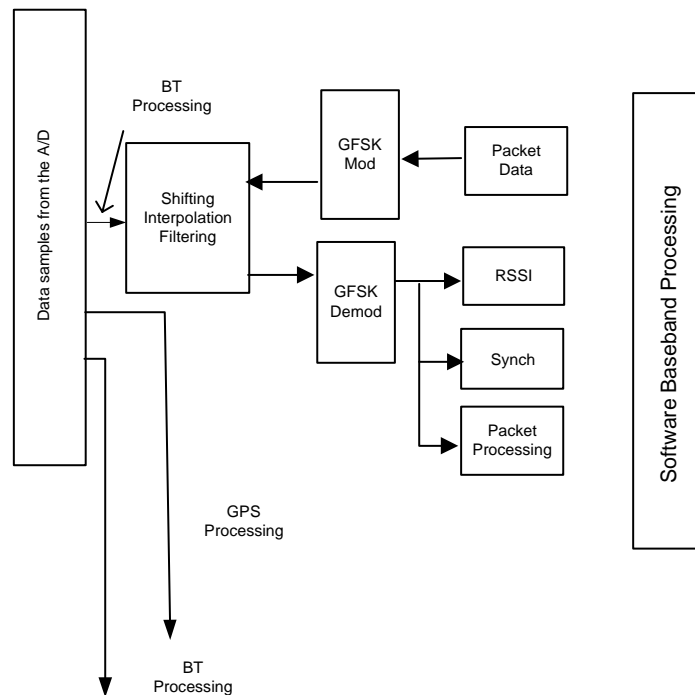 Data samples from the A/D
BT
Processing
Shifting
Interpolation
Filtering
GFSK
Mod
Packet
Data
GFSK
Demod
RSSI
Synch
Packet
Processing
GPS
Processing
BT
Processing
Software Baseband Processing